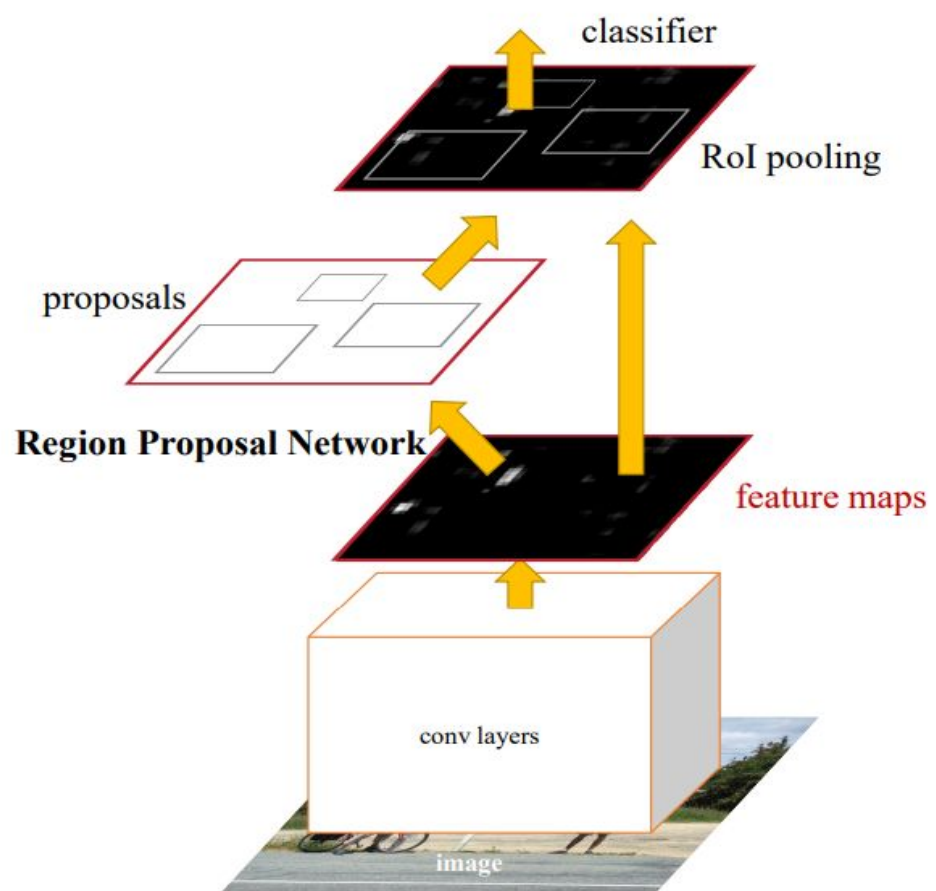 classifier
RoI pooling
proposals
Region Proposal Network
feature maps
conv layers
image